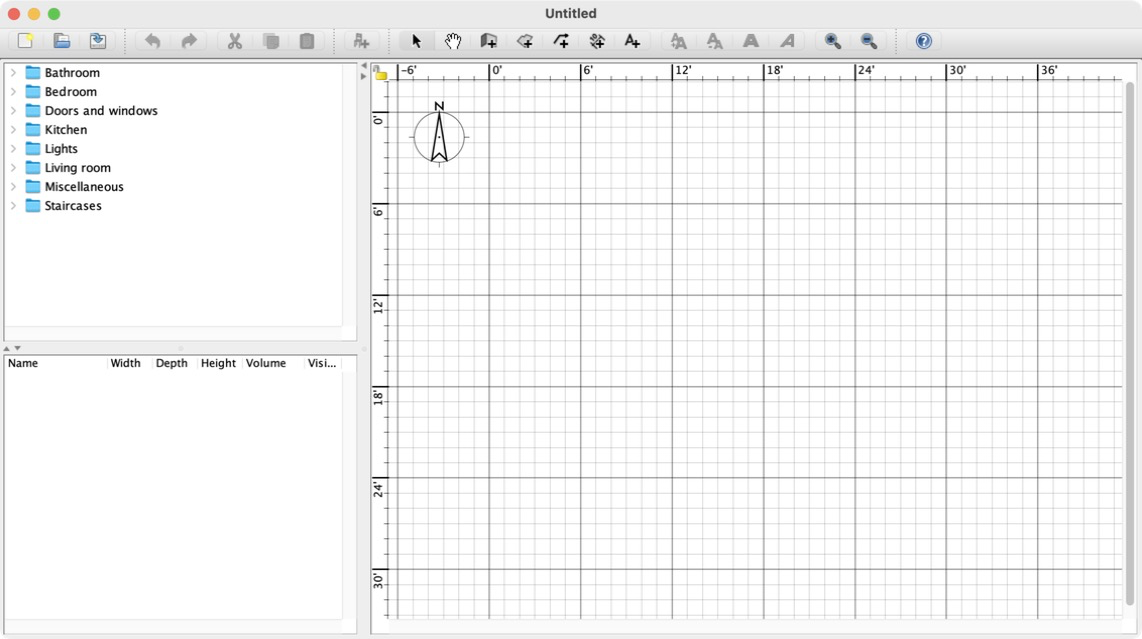 Untitled
Bathroom
Bedroom
Doors and windows
Kitchen
Lights
Living room
Miscellaneous
Staircases
Name Width Depth Height Volume Visi...
-6' 0' 6' 12' 18' 24' 30' 36'
N
0'
6'
12'
18'
24'
30'